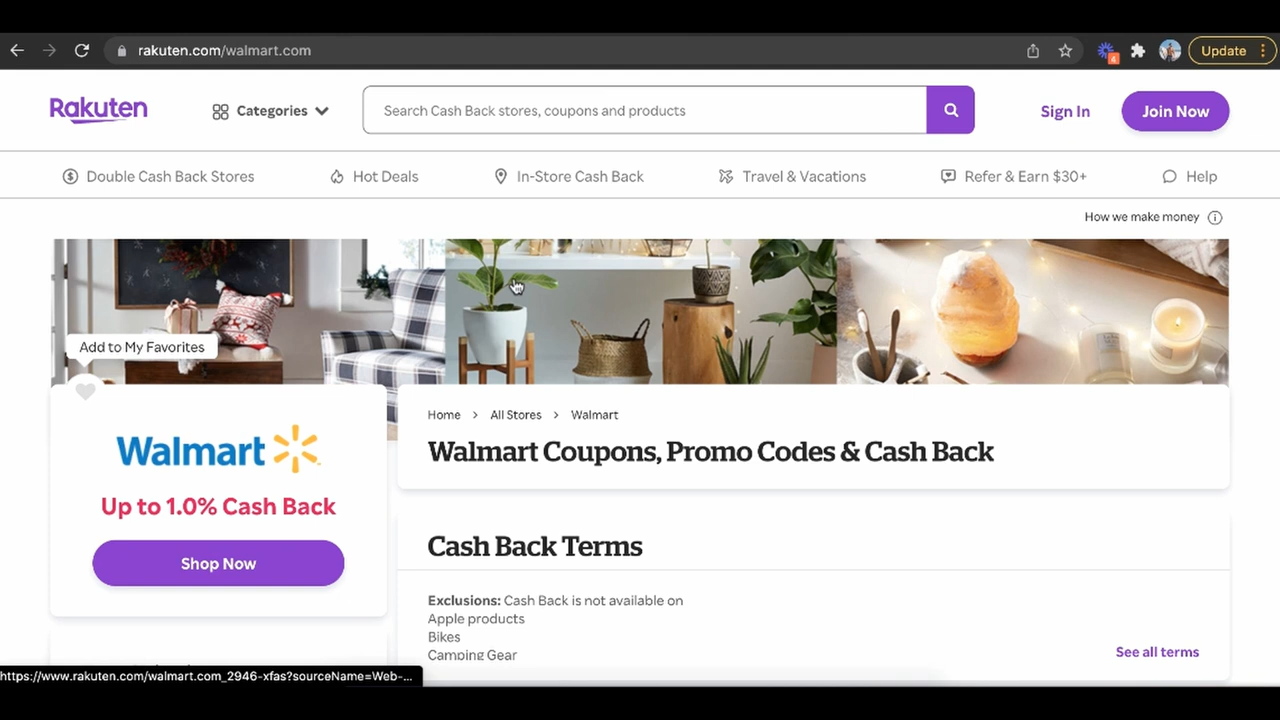 rakuten.com/walmart.com
4
Update
Rakuten
Categories
Search Cash Back stores, coupons and products
Sign In
Join Now
Double Cash Back Stores
Hot Deals
In-Store Cash Back
Travel & Vacations
Refer & Earn $30+
Help
How we make money
Add to My Favorites
Home > All Stores > Walmart
Walmart Coupons, Promo Codes & Cash Back
Walmart
Up to 1.0% Cash Back
Shop Now
Cash Back Terms
Exclusions: Cash Back is not available on
Apple products
Bikes
Camping Gear
See all terms
https://www.rakuten.com/walmart.com_2946-xfas?sourceName=Web-...